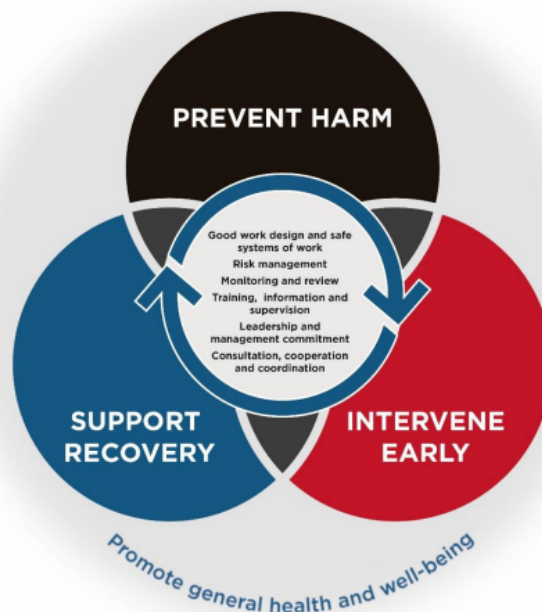 PREVENT HARM
Good work design and safe
systems of work
Risk management
Monitoring and review
Training, information and
supervision
Leadership and
management commitment
Consultation, cooperation
and coordination
SUPPORT
RECOVERY
INTERVENE
EARLY
Promote general health and well-being